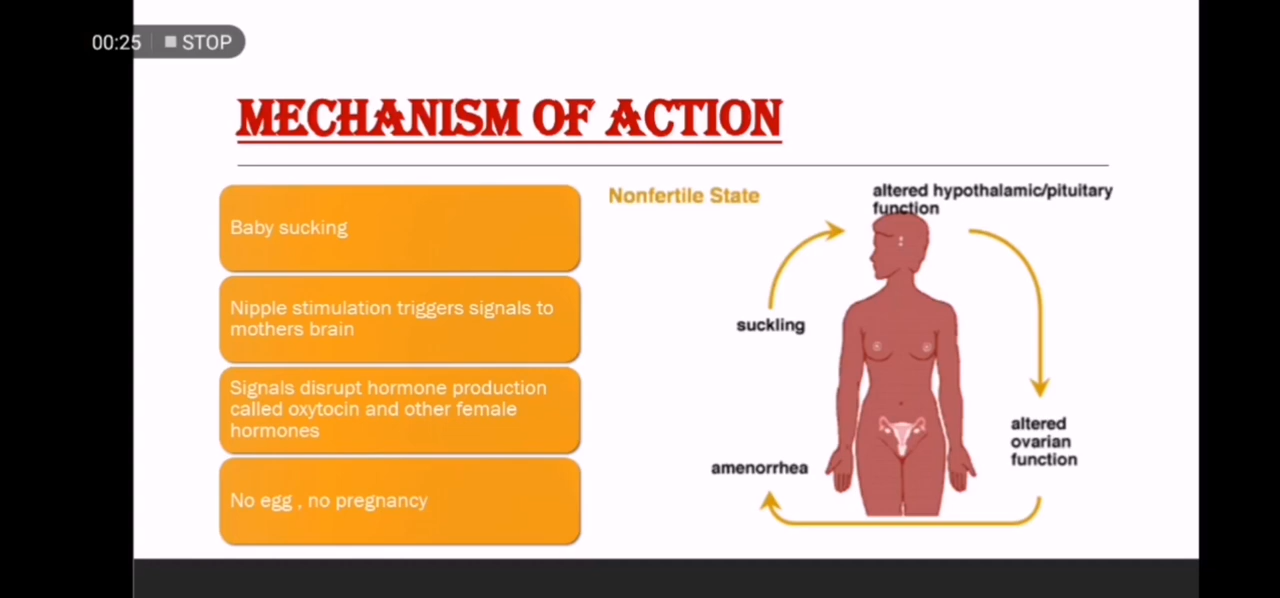 00:25 STOP
MECHANISM OF ACTION
Baby sucking
Nipple stimulation triggers signals to
mothers brain
Signals disrupt hormone production
called oxytocin and other female
hormones
No egg , no pregnancy
Nonfertile State
altered hypothalamic/pituitary
function
suckling
altered
ovarian
function
amenorrhea